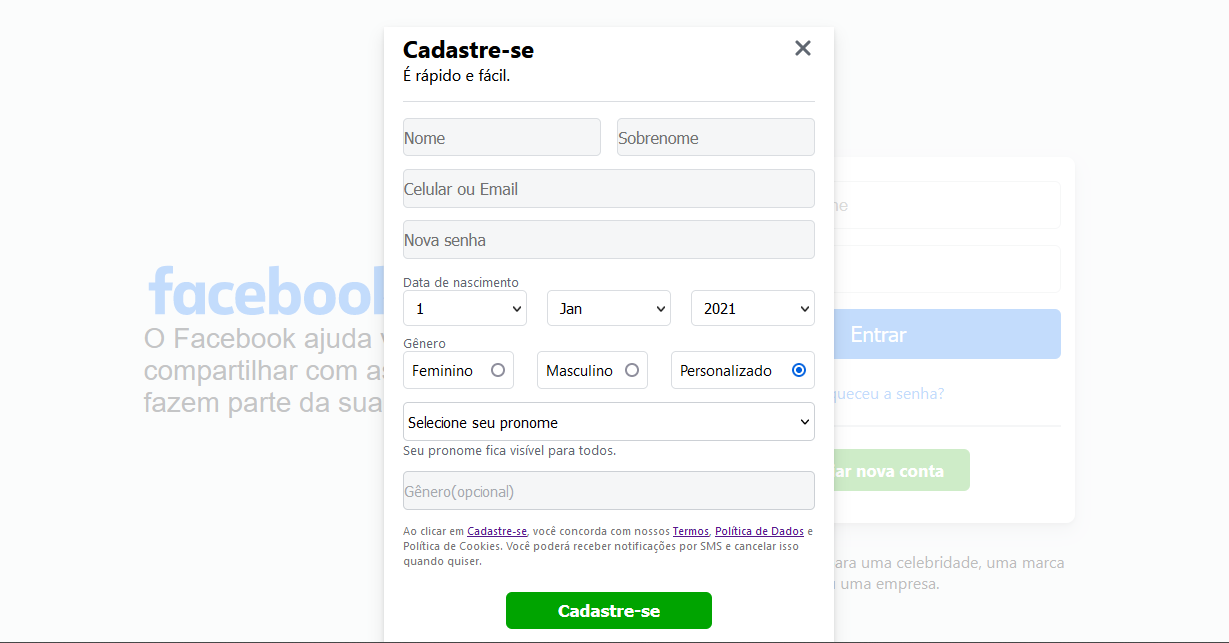 Cadastre-se
É rápido e fácil.
Nome
Sobrenome
Celular ou Email
Nova senha
Data de nascimento
1
Jan
2021
Gênero
Feminino
Masculino
Personalizado
Selecione seu pronome
Seu pronome fica visível para todos.
Gênero(opcional)
Ao clicar em Cadastre-se, você concorda com nossos Termos, Política de Dados e
Política de Cookies. Você poderá receber notificações por SMS e cancelar isso
quando quiser.
Cadastre-se
facebook
O Facebook ajuda
compartilhar com
fazem parte da sua
Entrar
queceu a senha?
ar nova conta
ara uma celebridade, uma marca
uma empresa.